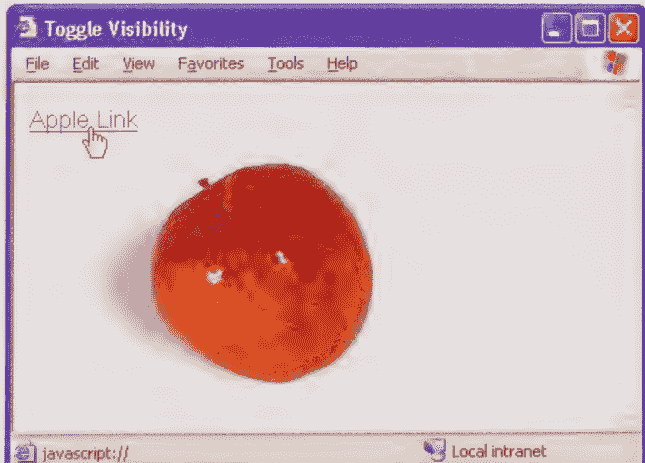 Toggle Visibility
File Edit View Favorites Tools Help
Apple Link
javascript://
Local intranet